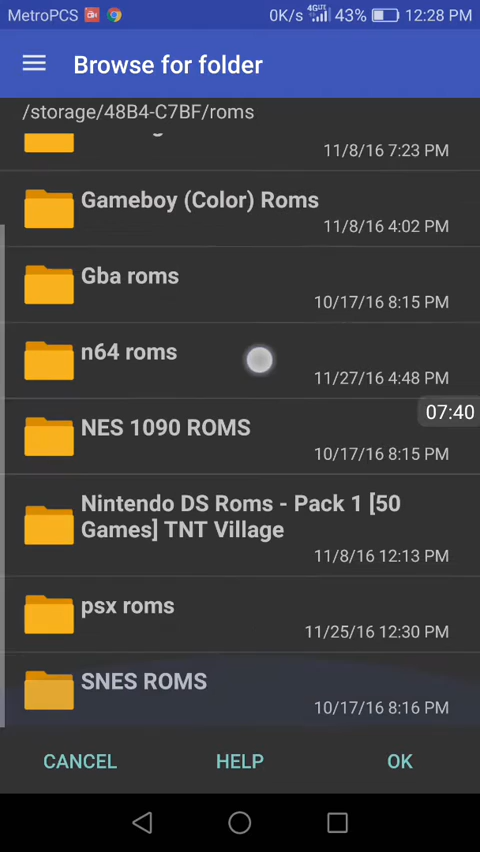 MetroPCS 0K/s 4G LTE 43% 12:28 PM
Browse for folder
/storage/48B4-C7BF/roms
11/8/16 7:23 PM
Gameboy (Color) Roms
11/8/16 4:02 PM
Gba roms
10/17/16 8:15 PM
n64 roms
11/27/16 4:48 PM
07:40
NES 1090 ROMS
10/17/16 8:15 PM
Nintendo DS Roms - Pack 1 [50
Games] TNT Village
11/8/16 12:13 PM
psx roms
11/25/16 12:30 PM
SNES ROMS
10/17/16 8:16 PM
CANCEL HELP OK